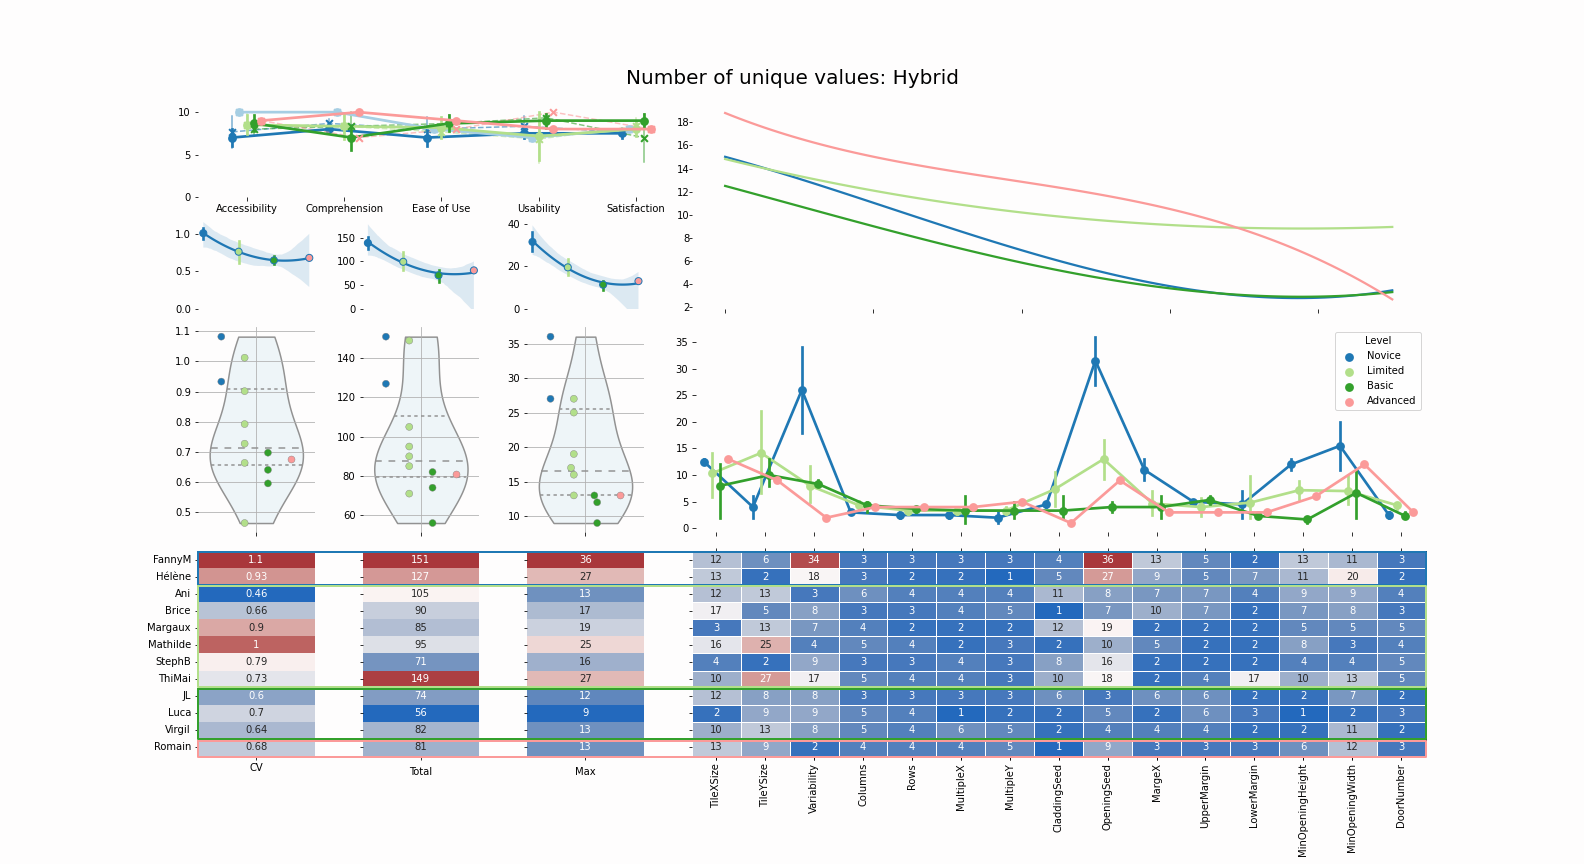 Number of unique values: Hybrid
10
5
0
Accessibility Comprehension Ease of Use Usability Satisfaction
18
16
14
12
10
8
6
4
2
1.0
0.5
0.0
150
100
50
0
40
20
0
1.1
1.0
0.9
0.8
0.7
0.6
0.5
140
120
100
80
60
35
30
25
20
15
10
35
30
25
20
15
10
5
0
Level
Novice
Limited
Basic
Advanced
FannyM 1.1 151 36 12 6 34 3 3 3 3 4 36 13 5 2 13 11 3
Hélène 0.93 127 27 13 2 18 3 2 2 1 5 27 9 5 7 11 20 2
Ani 0.46 105 13 12 13 3 6 4 4 4 11 8 7 7 4 9 9 4
Brice 0.66 90 17 17 5 8 3 3 4 5 1 7 10 7 2 7 8 3
Margaux 0.9 85 19 3 13 7 4 2 2 2 12 19 2 2 2 5 5 5
Mathilde 1 95 25 16 25 4 5 4 2 3 2 10 5 2 2 8 3 4
StephB 0.79 71 16 4 2 9 3 3 4 3 8 16 2 2 2 4 4 5
ThiMai 0.73 149 27 10 27 17 5 4 4 3 10 18 2 4 17 10 13 5
JL 0.6 74 12 12 8 8 3 3 3 3 6 3 6 6 2 2 7 2
Luca 0.7 56 9 2 9 9 5 4 1 2 2 5 2 6 3 1 2 3
Virgil 0.64 82 13 10 13 8 5 4 6 5 2 4 4 4 2 2 11 2
Romain 0.68 81 13 13 9 2 4 4 4 5 1 9 3 3 3 6 12 3
CV Total Max
TileXSize
TileYSize
Variability
Columns
Rows
MultipleX
MultipleY
CladdingSeed
OpeningSeed
MargeX
UpperMargin
LowerMargin
MinOpeningHeight
MinOpeningWidth
DoorNumber